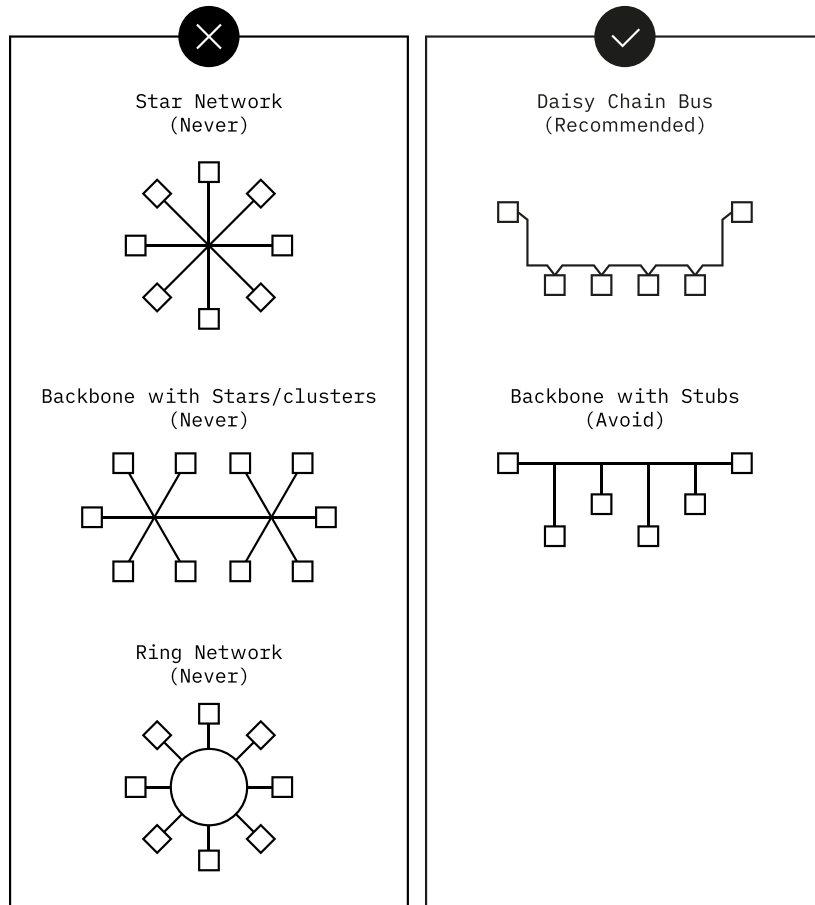 Star Network
(Never)
Backbone with Stars/clusters
(Never)
Ring Network
(Never)
Daisy Chain Bus
(Recommended)
Backbone with Stubs
(Avoid)